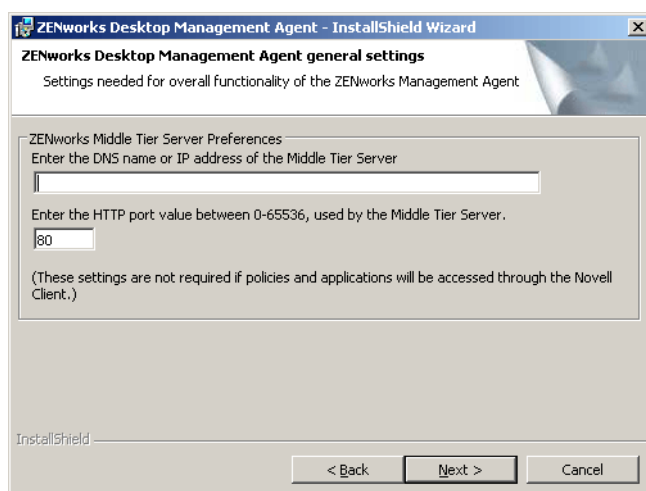 ZENworks Desktop Management Agent - InstallShield Wizard
ZENworks Desktop Management Agent general settings
Settings needed for overall functionality of the ZENworks Management Agent
ZENworks Middle Tier Server Preferences
Enter the DNS name or IP address of the Middle Tier Server
Enter the HTTP port value between 0-65536, used by the Middle Tier Server.
80
(These settings are not required if policies and applications will be accessed through the Novell
Client.)
InstallShield
< Back Next > Cancel